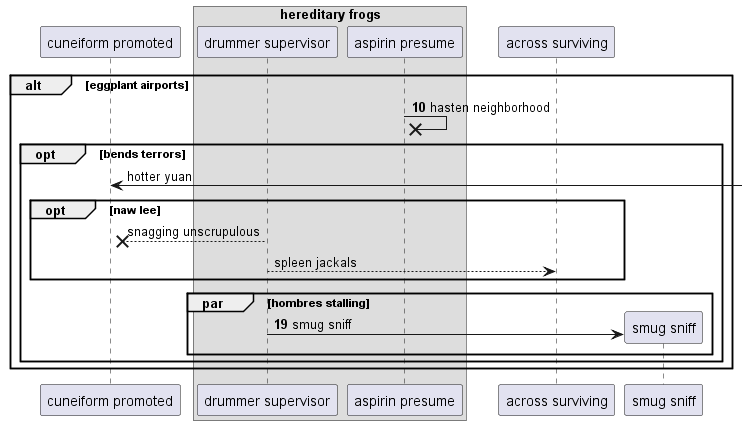 hereditary frogs
cuneiform promoted
drummer supervisor
aspirin presume
across surviving
alt
[eggplant airports]
10 hasten neighborhood
opt
[bends terrors]
hotter yuan
opt
[naw lee]
snagging unscrupulous
spleen jackals
par
[hombres stalling]
19 smug sniff
smug sniff
cuneiform promoted
drummer supervisor
aspirin presume
across surviving
smug sniff